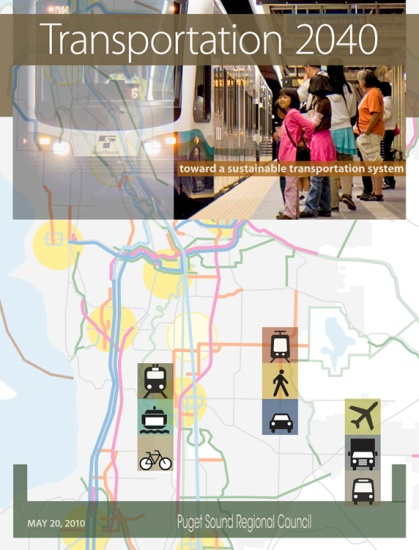 Transportation 2040
toward a sustainable transportation system
MAY 20, 2010
Puget Sound Regional Council